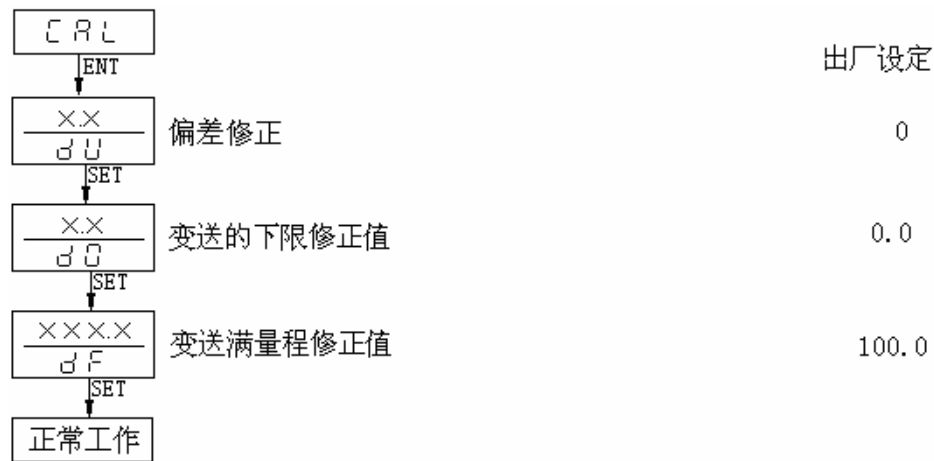 CAL
ENT
出厂设定
X.X
dU
偏差修正
0
SET
X.X
dO
变送的下限修正值
0.0
SET
XXX.X
dF
变送满量程修正值
100.0
SET
正常工作